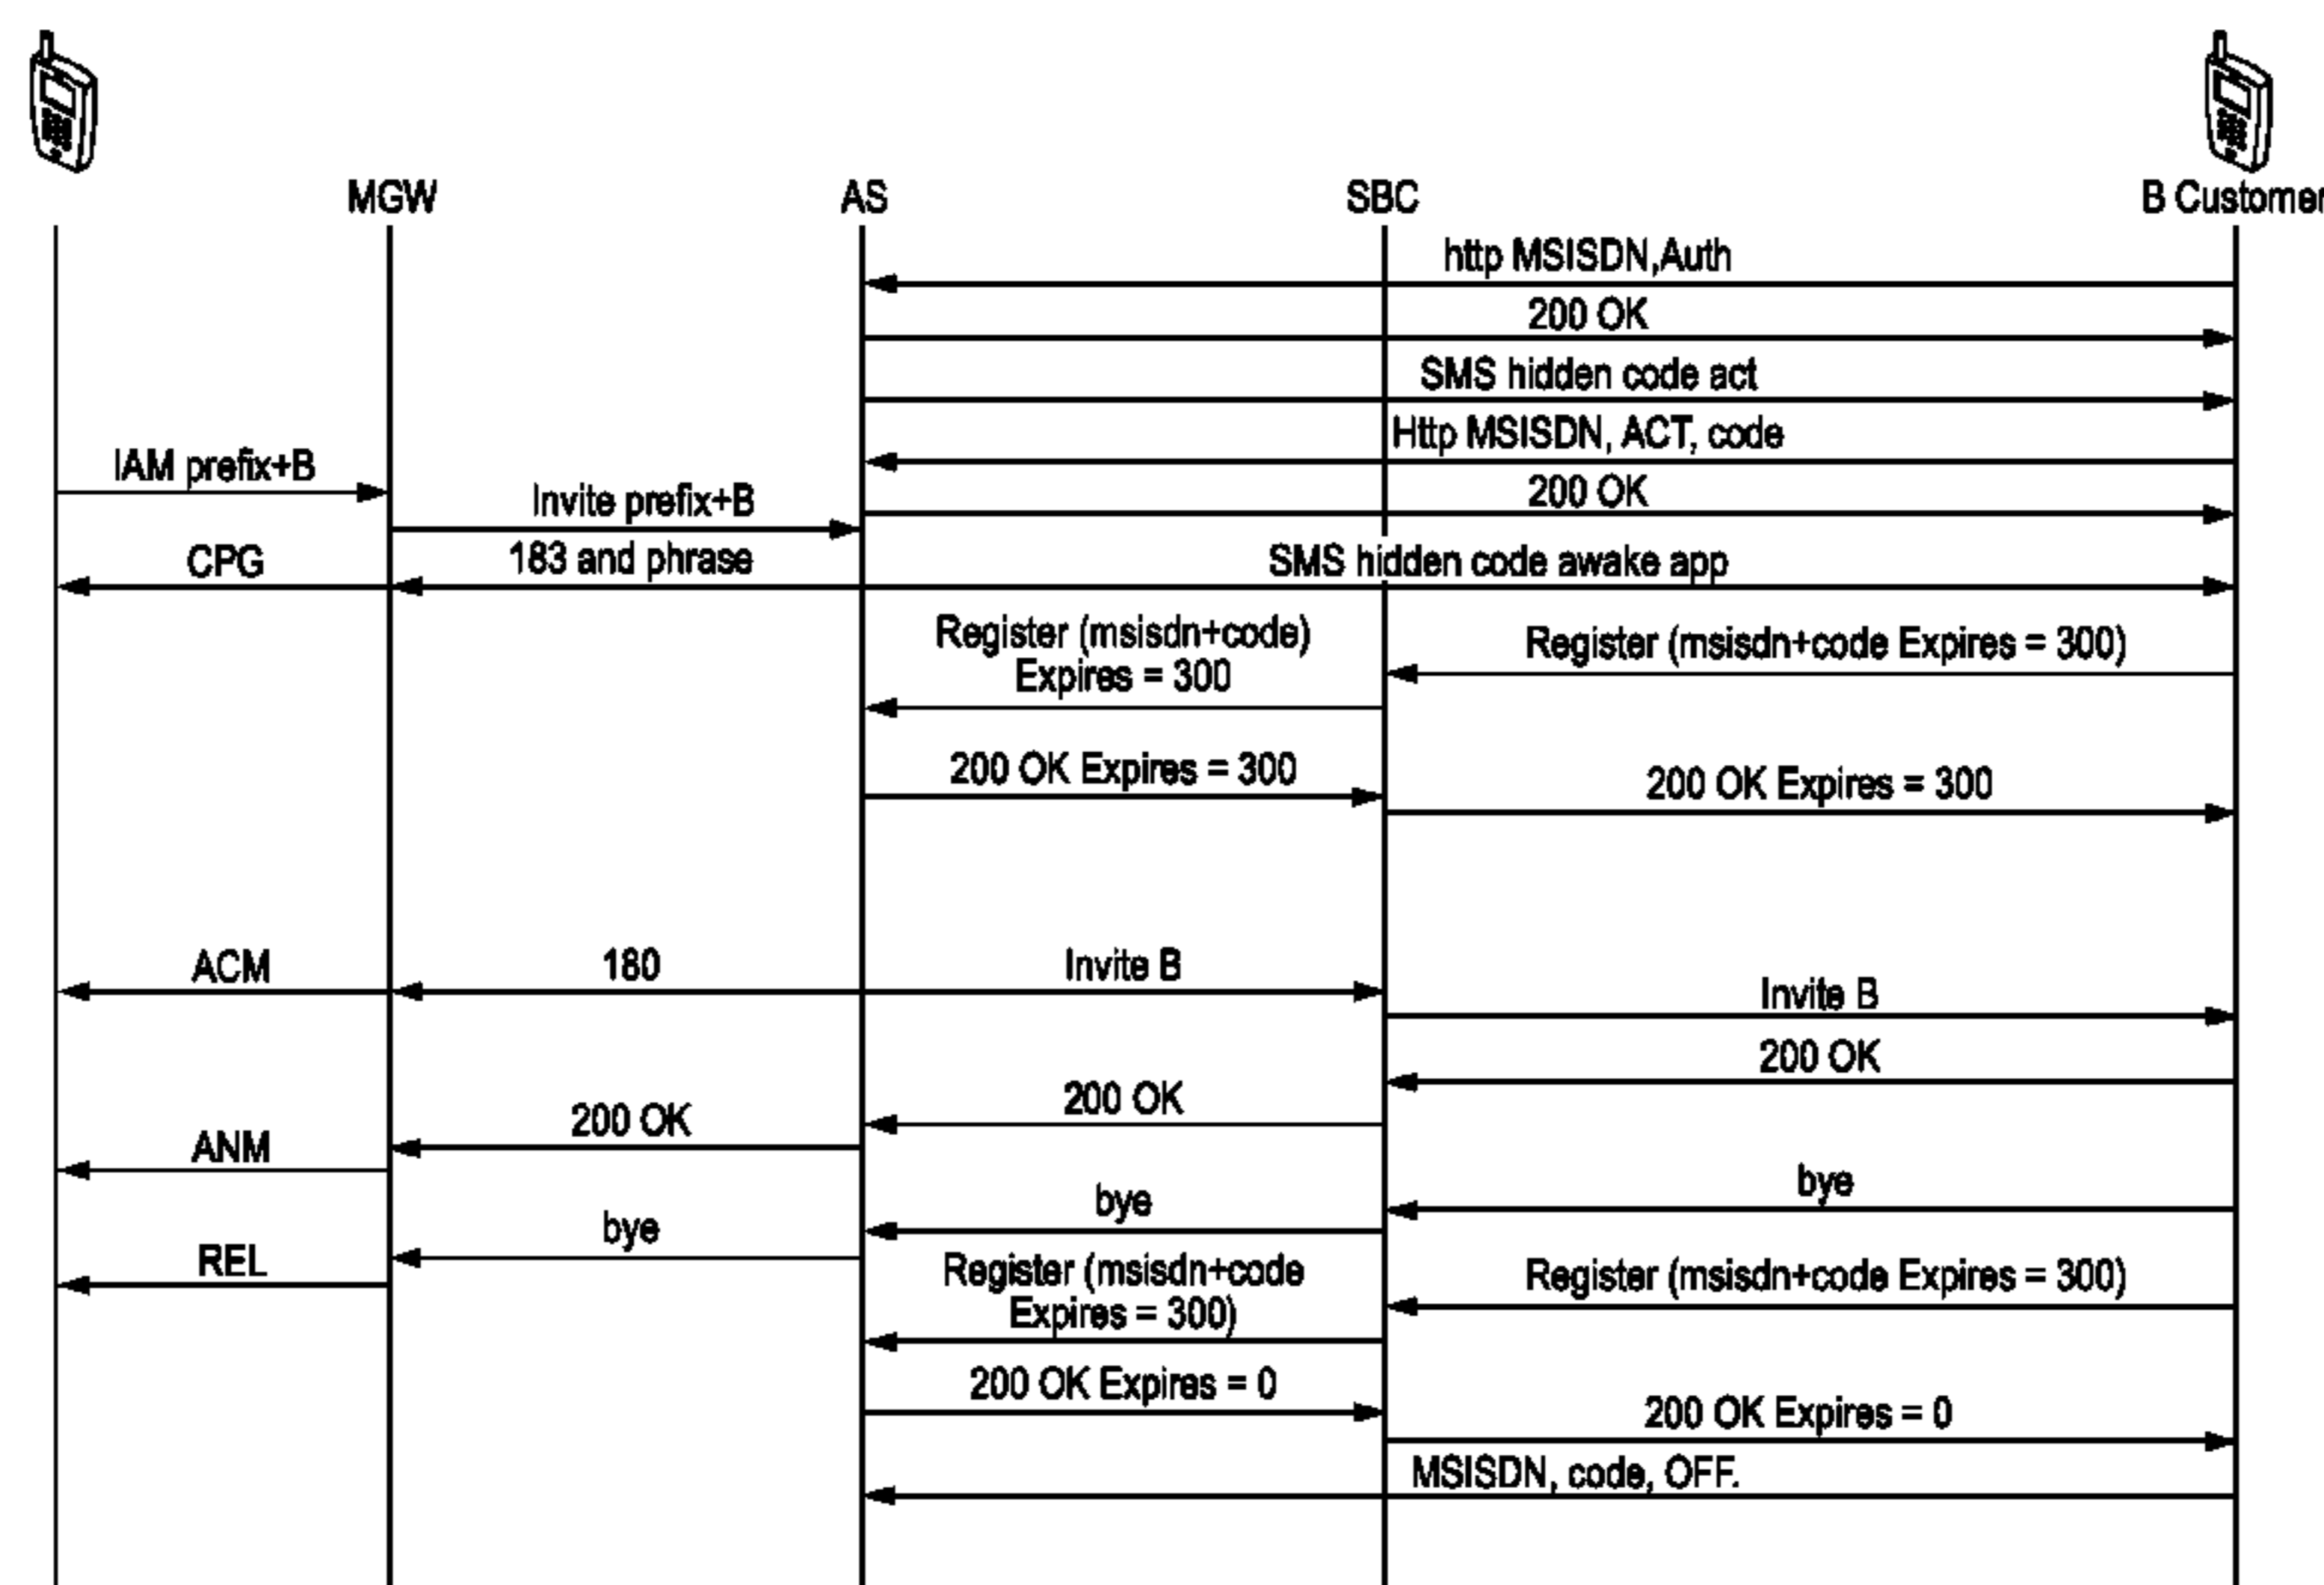 MGW
AS
SBC
B Customer
http MSISDN,Auth
200 OK
SMS hidden code act
Http MSISDN, ACT, code
IAM prefix+B
Invite prefix+B
200 OK
CPG
183 and phrase
SMS hidden code awake app
Register (msisdn+code)
Expires = 300
Register (msisdn+code Expires = 300)
200 OK Expires = 300
200 OK Expires = 300
ACM
180
Invite B
Invite B
200 OK
200 OK
200 OK
ANM
bye
bye
bye
REL
Register (msisdn+code
Expires = 300)
Register (msisdn+code Expires = 300)
200 OK Expires = 0
200 OK Expires = 0
MSISDN, code, OFF.